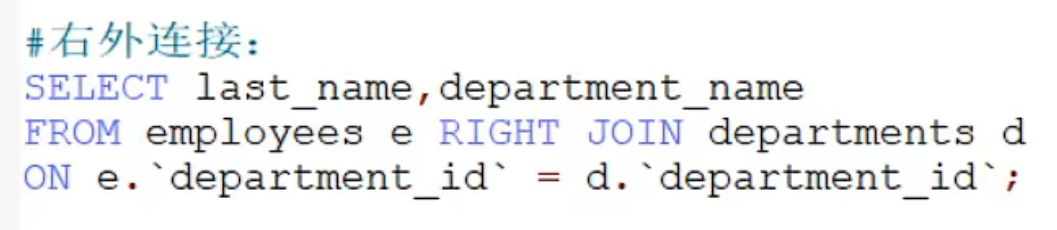 #右外连接：
SELECT last_name,department_name
FROM employees e RIGHT JOIN departments d
ON e.`department_id` = d.`department_id`;